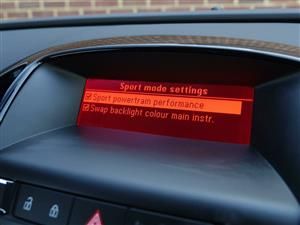 Sport mode settings
Sport powertrain performance
Swap backlight colour main instr.